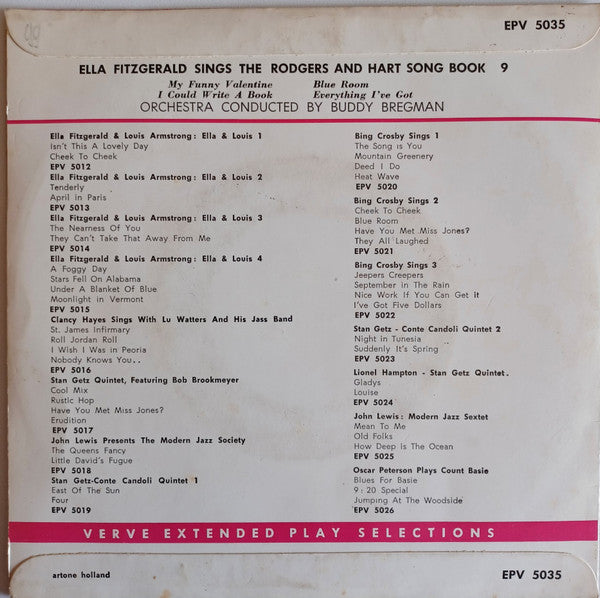 EPV 5035
ELLA FITZGERALD SINGS THE RODGERS AND HART SONG BOOK 9
My Funny Valentine Blue Room
I Could Write A Book Everything I've Got
ORCHESTRA CONDUCTED BY BUDDY BREGMAN
Ella Fitzgerald & Louis Armstrong: Ella & Louis 1
Isn't This A Lovely Day
Cheek To Cheek
EPV 5012
Ella Fitzgerald & Louis Armstrong: Ella & Louis 2
Tenderly
April in Paris
EPV 5013
Ella Fitzgerald & Louis Armstrong: Ella & Louis 3
The Nearness Of You
They Can't Take That Away From Me
EPV 5014
Ella Fitzgerald & Louis Armstrong: Ella & Louis 4
A Foggy Day
Stars Fell On Alabama
Under A Blanket Of Blue
Moonlight in Vermont
EPV 5015
Clancy Hayes Sings With Lu Watters And His Jass Band
St. James Infirmary
Roll Jordan Roll
I Wish I Was in Peoria
Nobody Knows You..
EPV 5016
Stan Getz Quintet, Featuring Bob Brookmeyer
Cool Mix
Rustic Hop
Have You Met Miss Jones?
Erudition
EPV 5017
John Lewis Presents The Modern Jazz Society
The Queens Fancy
Little David's Fugue
EPV 5018
Stan Getz-Conte Candoli Quintet 1
East Of The Sun
Four
EPV 5019
Bing Crosby Sings 1
The Song is You
Mountain Greenery
Deed I Do
Heat Wave
EPV 5020
Bing Crosby Sings 2
Cheek To Cheek
Blue Room
Have You Met Miss Jones?
They All Laughed
EPV 5021
Bing Crosby Sings 3
Jeepers Creepers
September in The Rain
Nice Work If You Can Get it
I've Got Five Dollars
EPV 5022
Stan Getz - Conte Candoli Quintet 2
Night in Tunesia
Suddenly It's Spring
EPV 5023
Lionel Hampton - Stan Getz Quintet.
Gladys
Louise
EPV 5024
John Lewis: Modern Jazz Sextet
Mean To Me
Old Folks
How Deep is The Ocean
EPV 5025
Oscar Peterson Plays Count Basie
Blues For Basie
9:20 Special
Jumping At The Woodside
EPV 5026
VERVE EXTENDED PLAY SELECTIONS
artone holland
EPV 5035